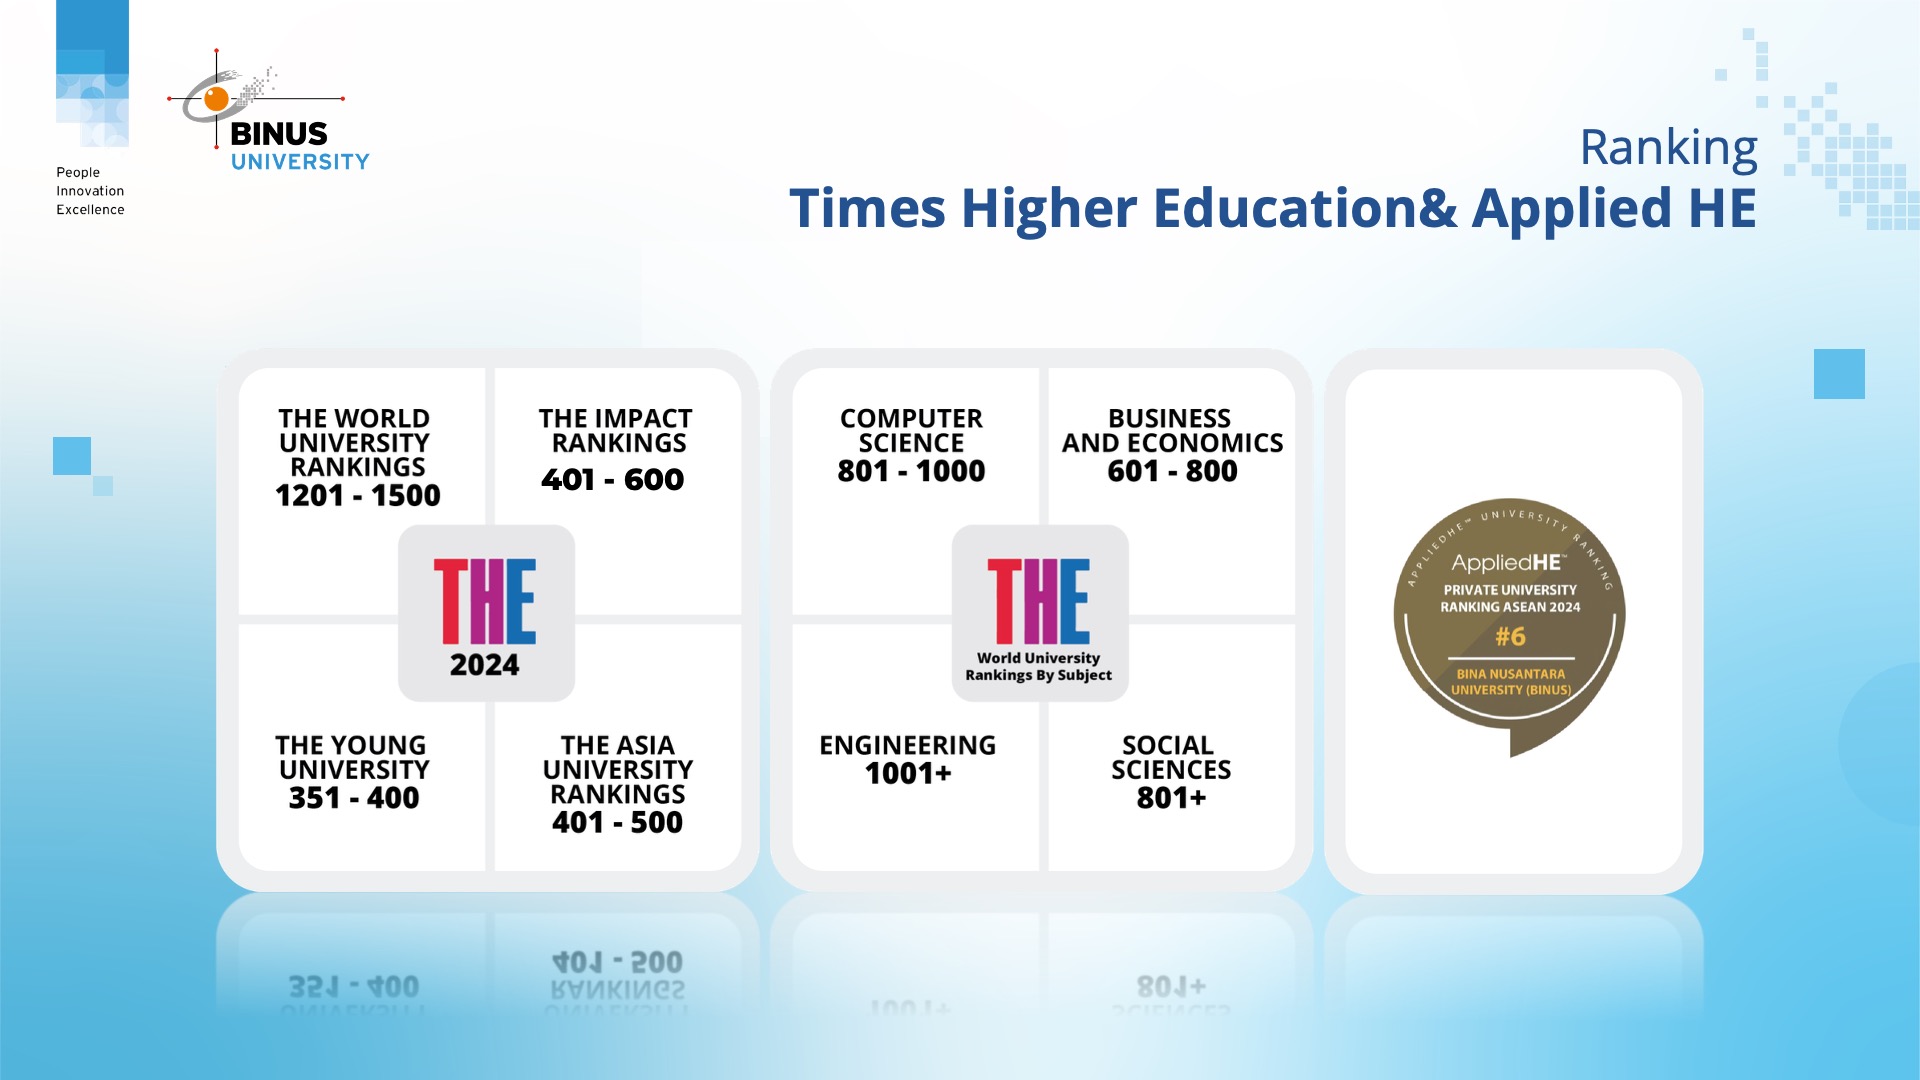 People
Innovation
Excellence
BINUS
UNIVERSITY
Ranking
Times Higher Education& Applied HE
THE WORLD
UNIVERSITY
RANKINGS
1201 - 1500
THE IMPACT
RANKINGS
401 - 600
THE
2024
THE YOUNG
UNIVERSITY
351 - 400
THE ASIA
UNIVERSITY
RANKINGS
401 - 500
COMPUTER
SCIENCE
801 - 1000
BUSINESS
AND ECONOMICS
601 - 800
THE
World University
Rankings By Subject
ENGINEERING
1001+
SOCIAL
SCIENCES
801+
APPLIEDHE™ UNIVERSITY RANKING
AppliedHE™
PRIVATE UNIVERSITY
RANKING ASEAN 2024
#6
BINA NUSANTARA
UNIVERSITY (BINUS)